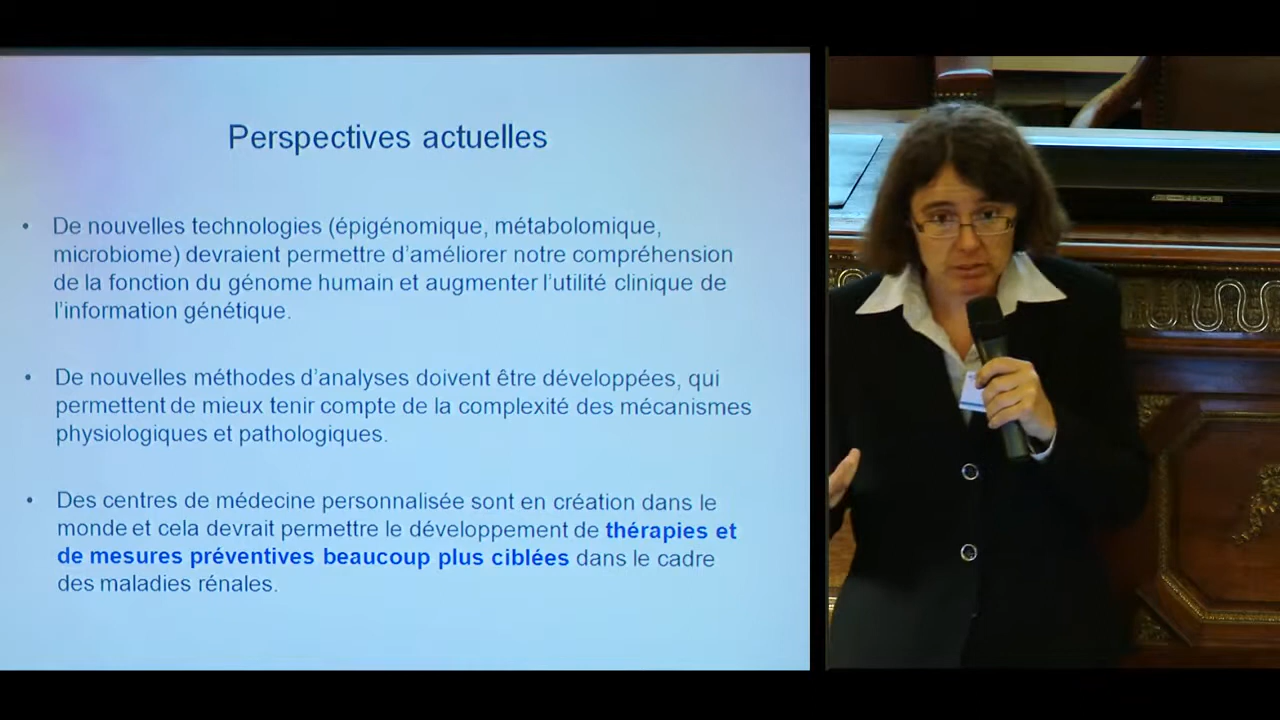 Perspectives actuelles
• De nouvelles technologies (épigénomique, métabolomique,
microbiome) devraient permettre d’améliorer notre compréhension
de la fonction du génome humain et augmenter l’utilité clinique de
l’information génétique.
• De nouvelles méthodes d’analyses doivent être développées, qui
permettent de mieux tenir compte de la complexité des mécanismes
physiologiques et pathologiques.
• Des centres de médecine personnalisée sont en création dans le
monde et cela devrait permettre le développement de thérapies et
de mesures préventives beaucoup plus ciblées dans le cadre
des maladies rénales.